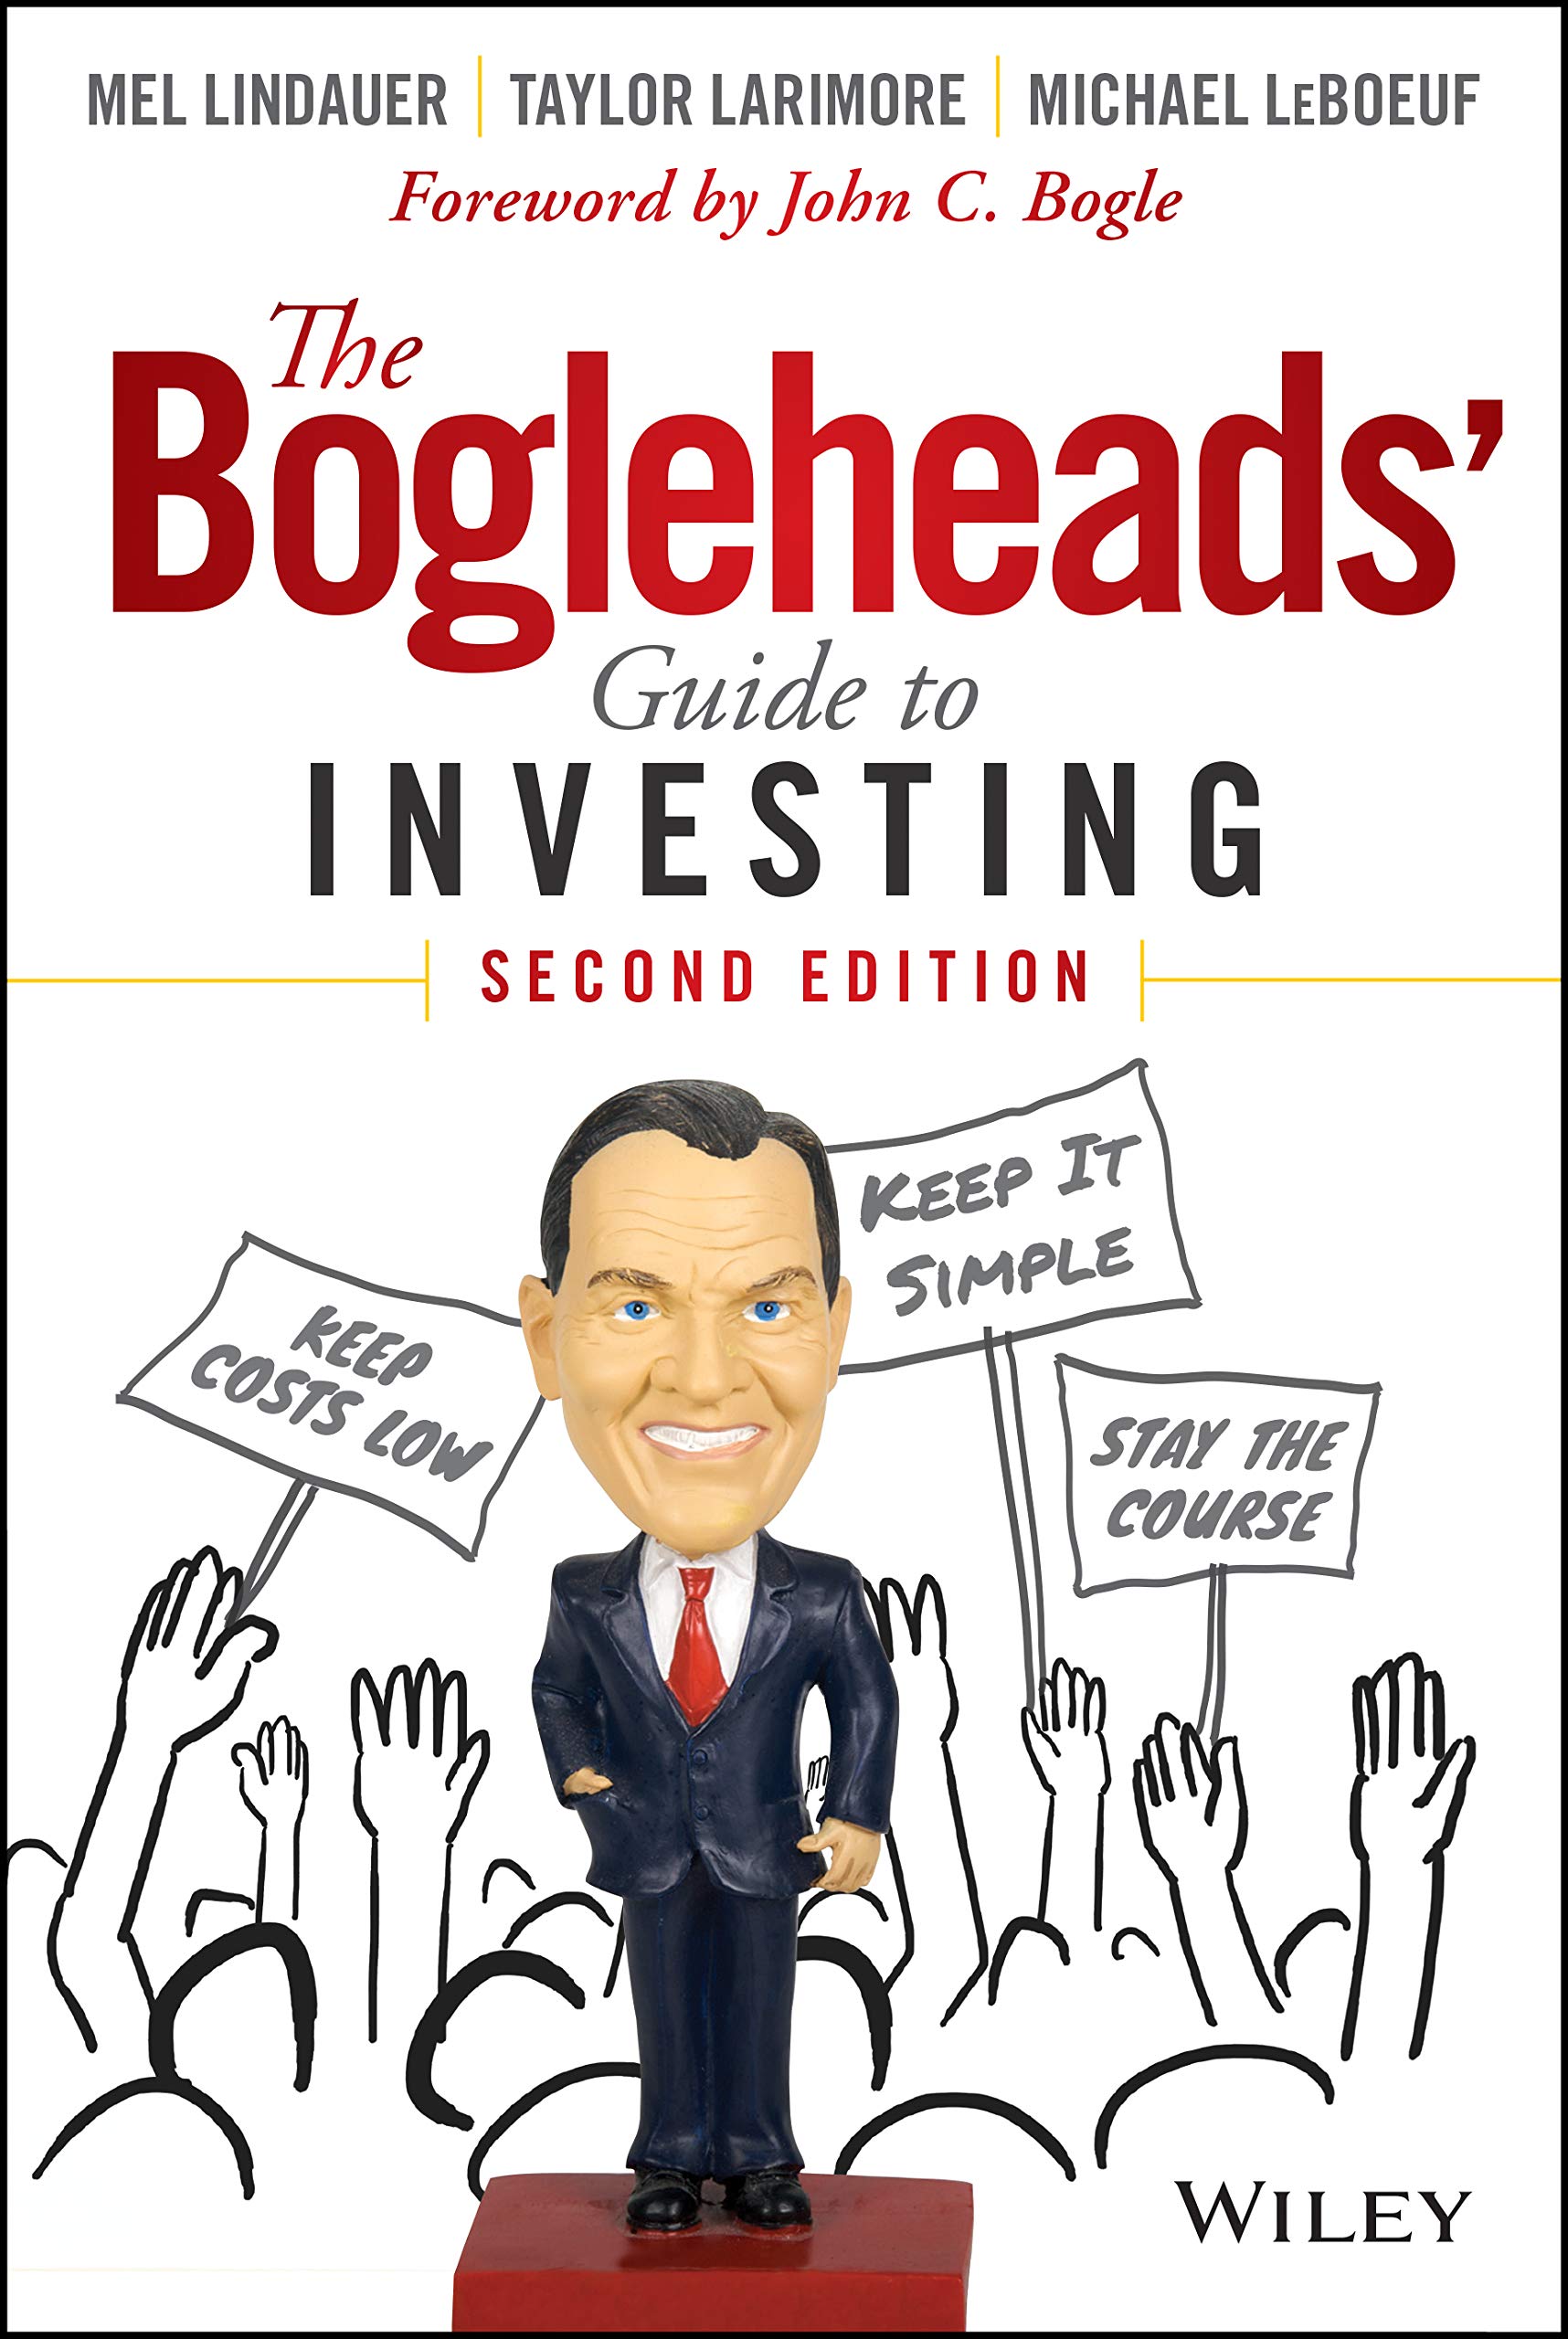 MEL LINDAUER | TAYLOR LARIMORE | MICHAEL LEBOEUF
Foreword by John C. Bogle
The
Bogleheads'
Guide to
INVESTING
SECOND EDITION
KEEP IT
SIMPLE
KEEP
COSTS LOW
STAY THE
COURSE
WILEY